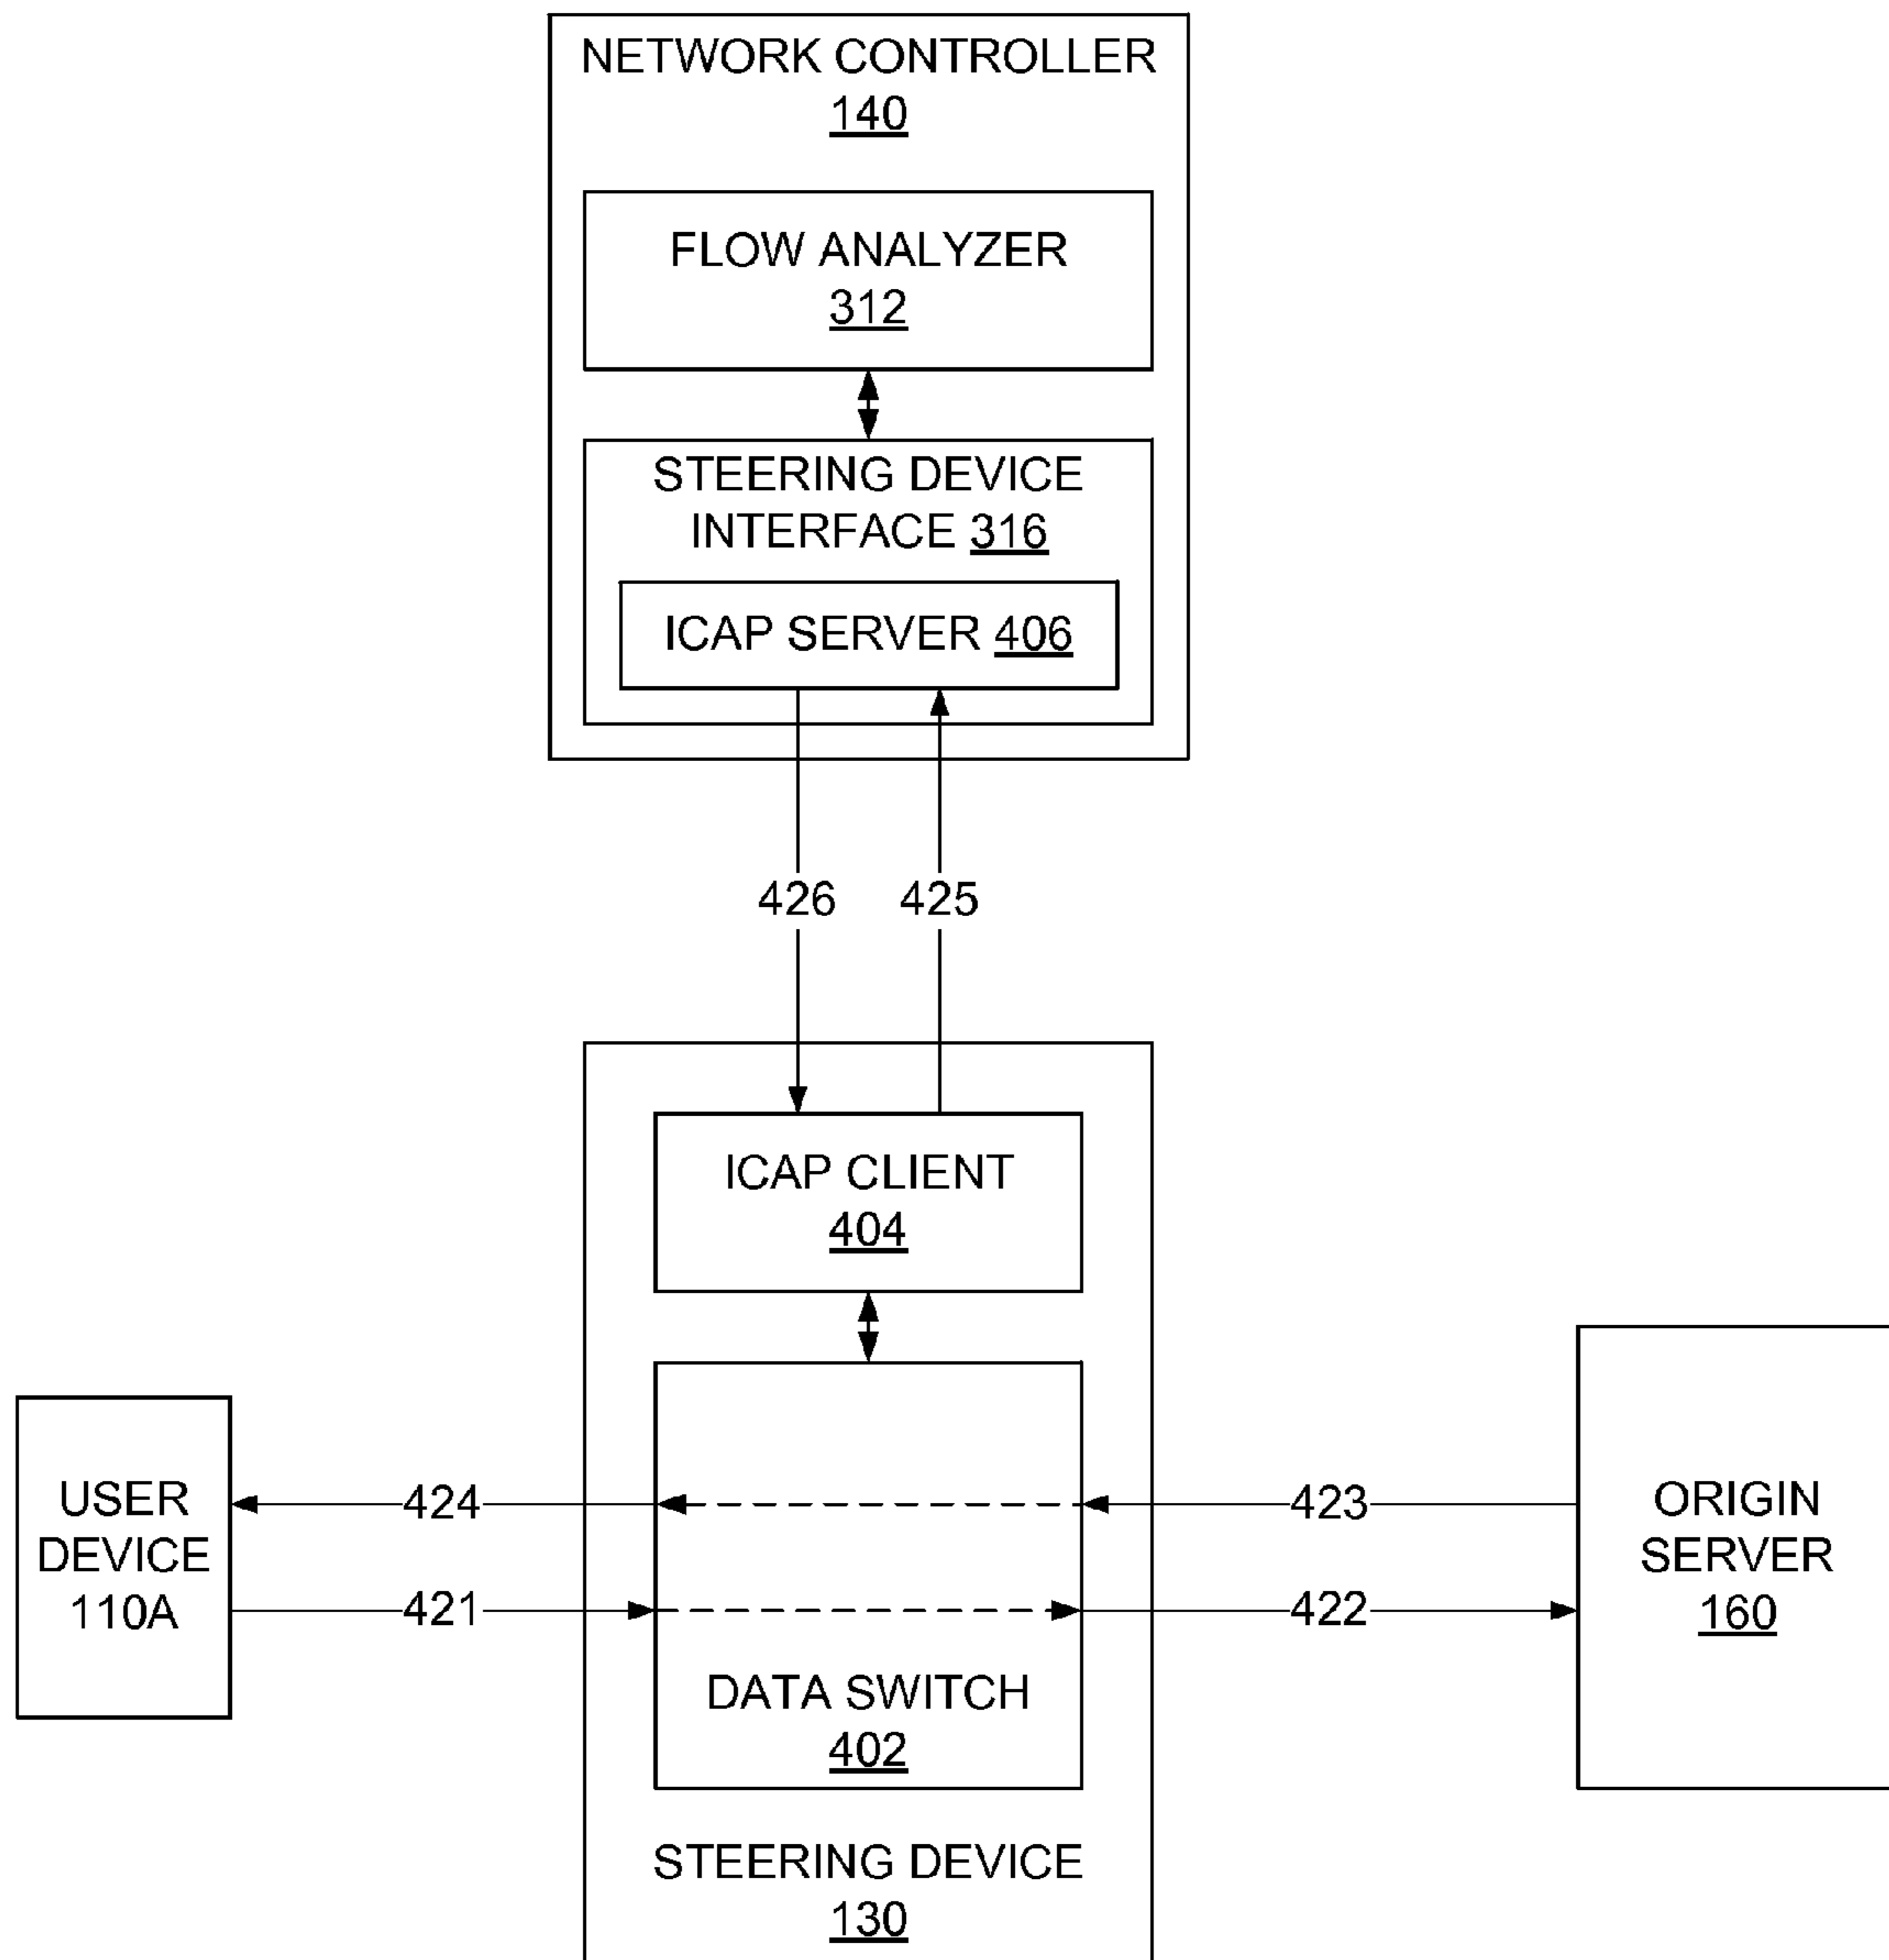 NETWORK CONTROLLER
140
FLOW ANALYZER
312
STEERING DEVICE
INTERFACE 316
ICAP SERVER 406
426
425
ICAP CLIENT
404
USER
DEVICE
110A
424
421
423
422
ORIGIN
SERVER
160
DATA SWITCH
402
STEERING DEVICE
130